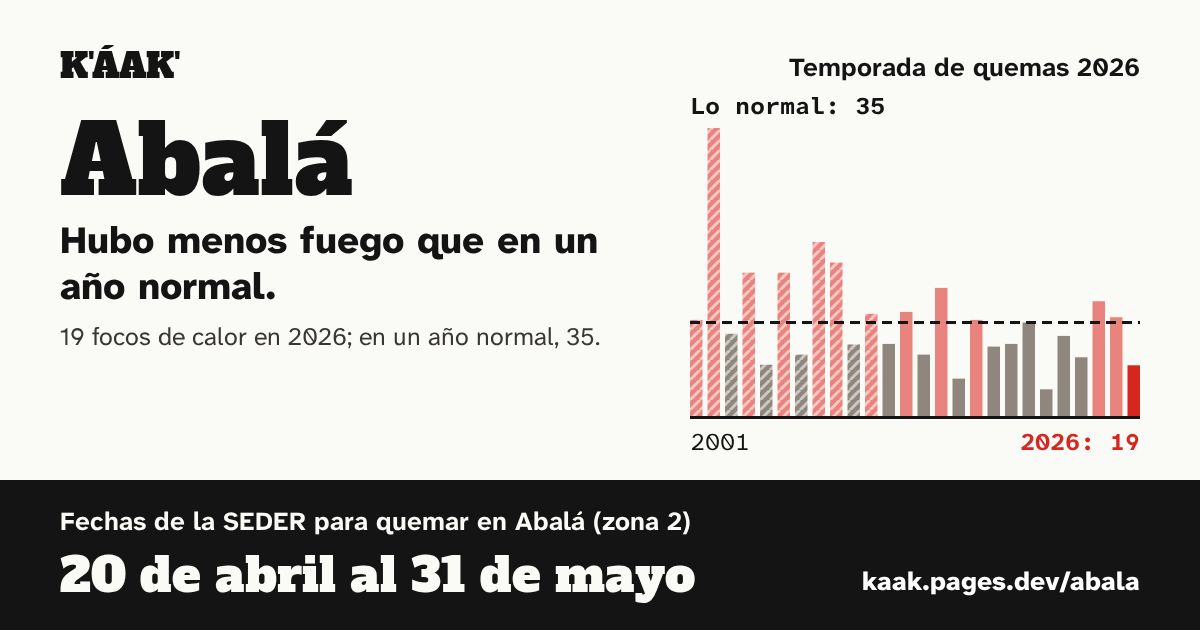 K'ÁAK'
Temporada de quemas 2026
Abalá
Hubo menos fuego que en un
año normal.
19 focos de calor en 2026; en un año normal, 35.
Lo normal: 35
2001
2026: 19
Fechas de la SEDER para quemar en Abalá (zona 2)
20 de abril al 31 de mayo
kaak.pages.dev/abala